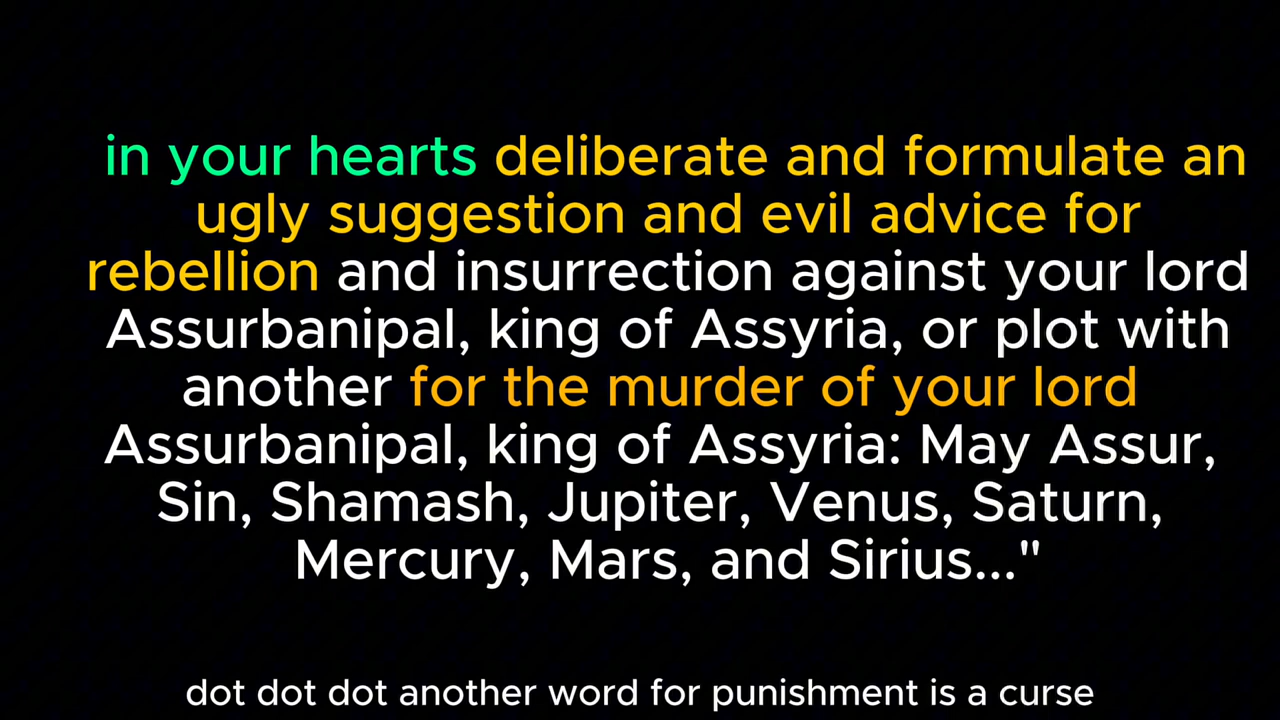 in your hearts deliberate and formulate an
ugly suggestion and evil advice for
rebellion and insurrection against your lord
Assurbanipal, king of Assyria, or plot with
another for the murder of your lord
Assurbanipal, king of Assyria: May Assur,
Sin, Shamash, Jupiter, Venus, Saturn,
Mercury, Mars, and Sirius..."
dot dot dot another word for punishment is a curse